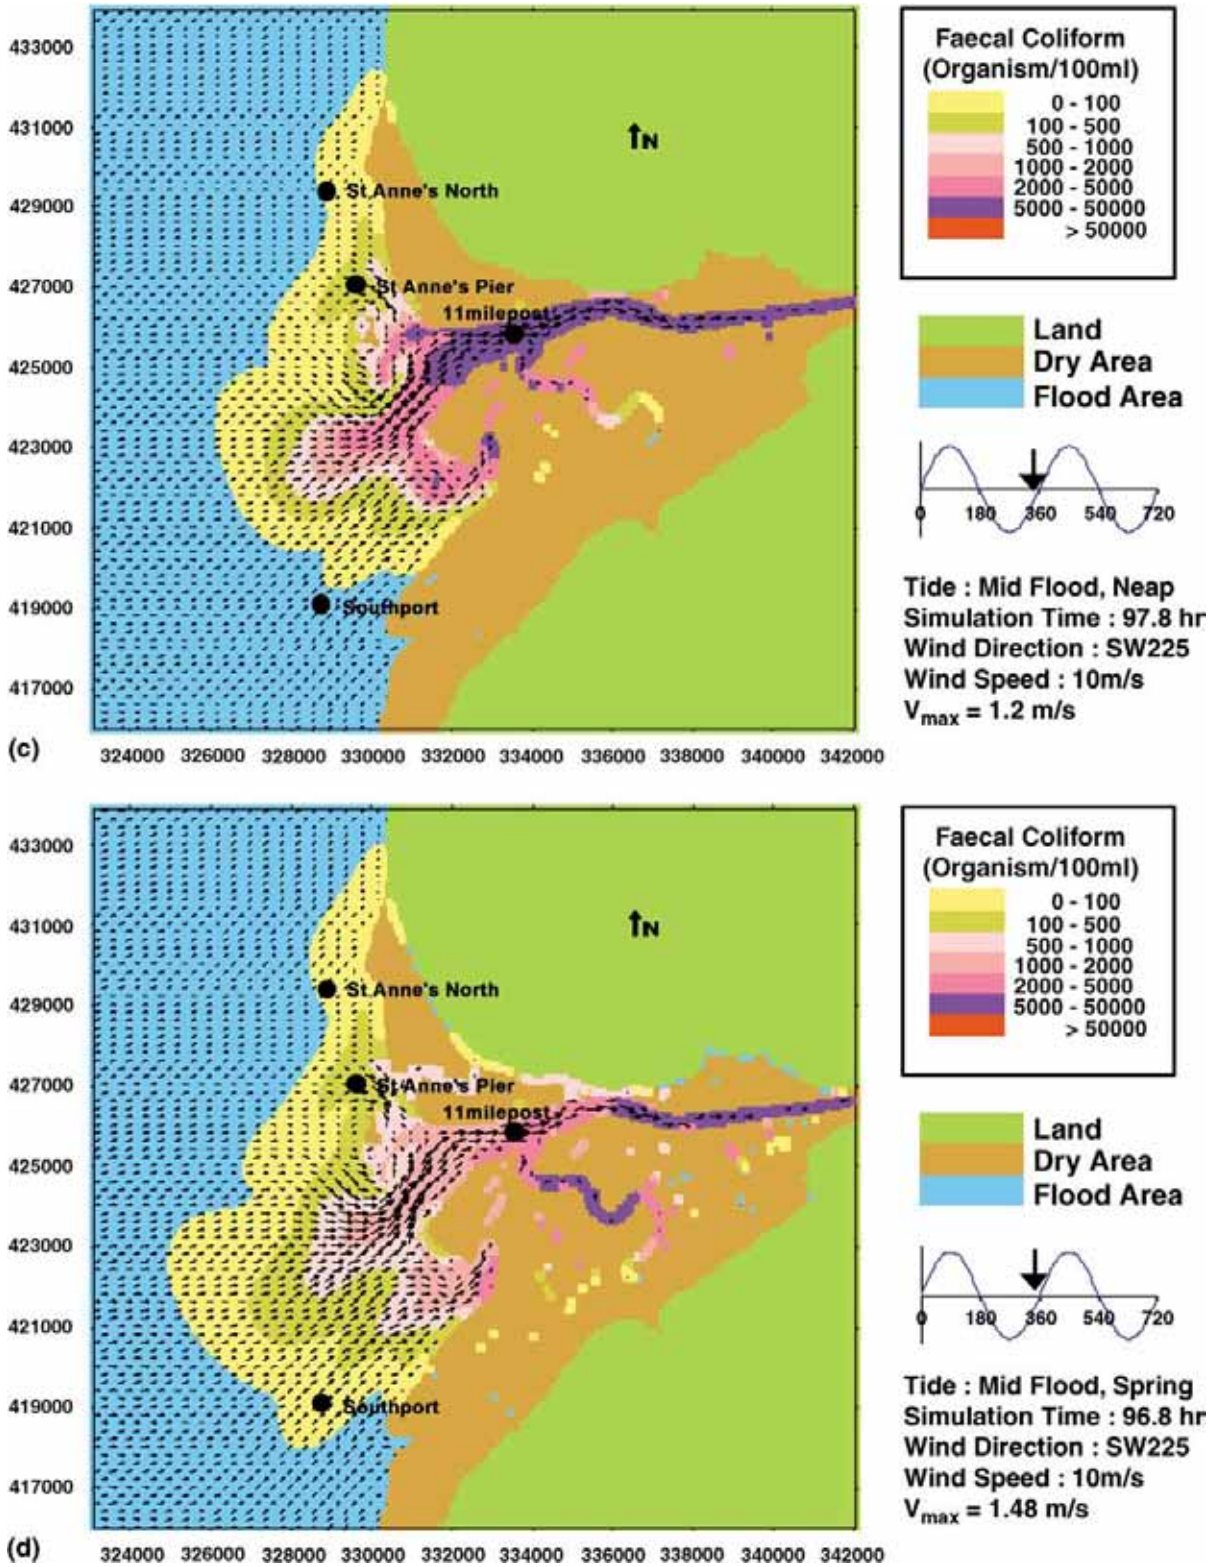 433000
431000
429000
427000
425000
423000
421000
419000
417000
N
St Anne's North
St Anne's Pier
11milepost
Southport
(c)
324000 326000 328000 330000 332000 334000 336000 338000 340000 342000
Faecal Coliform
(Organism/100ml)
0 - 100
100 - 500
500 - 1000
1000 - 2000
2000 - 5000
5000 - 50000
> 50000
Land
Dry Area
Flood Area
0 180 360 540 720
Tide : Mid Flood, Neap
Simulation Time : 97.8 hr
Wind Direction : SW225
Wind Speed : 10m/s
Vmax = 1.2 m/s
433000
431000
429000
427000
425000
423000
421000
419000
417000
N
St Anne's North
St Anne's Pier
11milepost
Southport
(d)
324000 326000 328000 330000 332000 334000 336000 338000 340000 342000
Faecal Coliform
(Organism/100ml)
0 - 100
100 - 500
500 - 1000
1000 - 2000
2000 - 5000
5000 - 50000
> 50000
Land
Dry Area
Flood Area
0 180 360 540 720
Tide : Mid Flood, Spring
Simulation Time : 96.8 hr
Wind Direction : SW225
Wind Speed : 10m/s
Vmax = 1.48 m/s